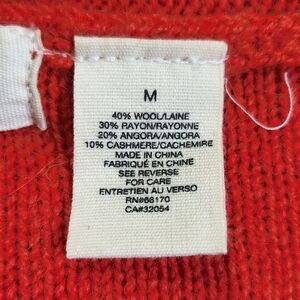 M
40% WOOL/LAINE
30% RAYON/RAYONNE
20% ANGORA/ANGORA
10% CASHMERE/CACHEMIRE
MADE IN CHINA
FABRIQUÉ EN CHINE
SEE REVERSE
FOR CARE
ENTRETIEN AU VERSO
RN#66170
CA#32054